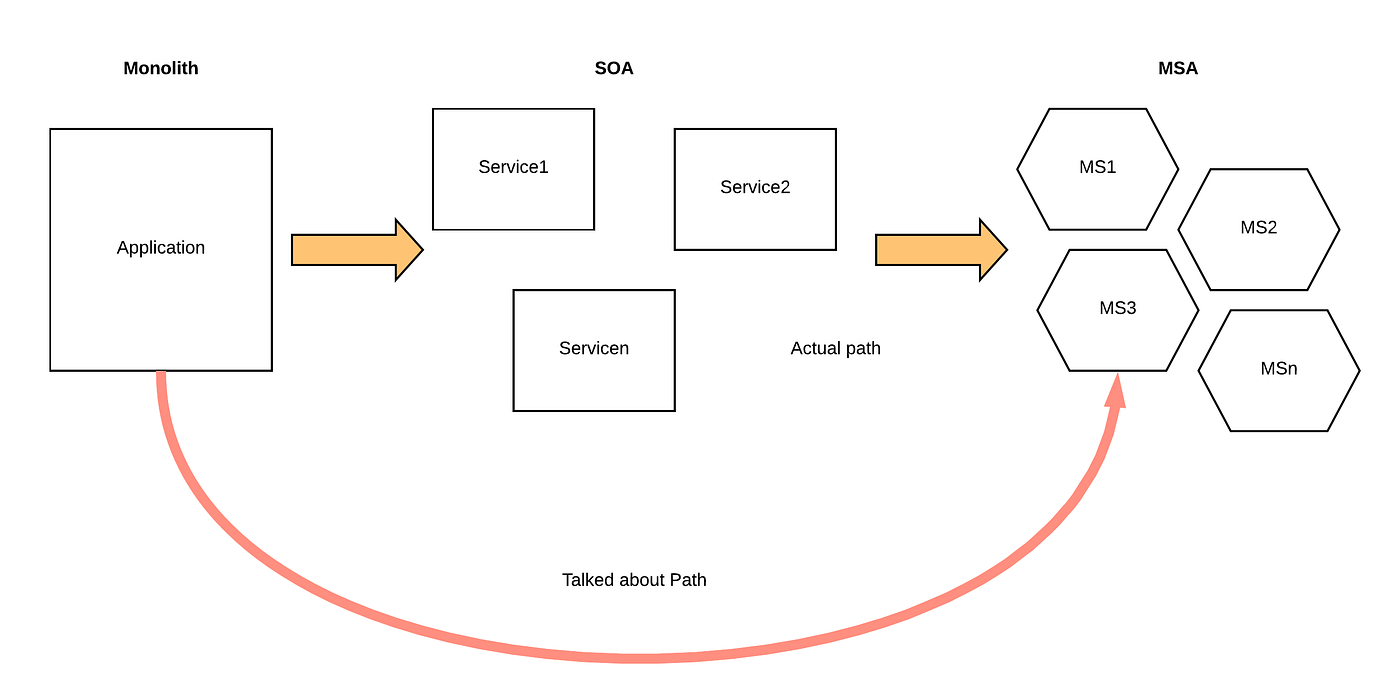 Monolith
SOA
MSA
Application
Service1
Service2
Servicen
Actual path
MS1
MS2
MS3
MSn
Talked about Path